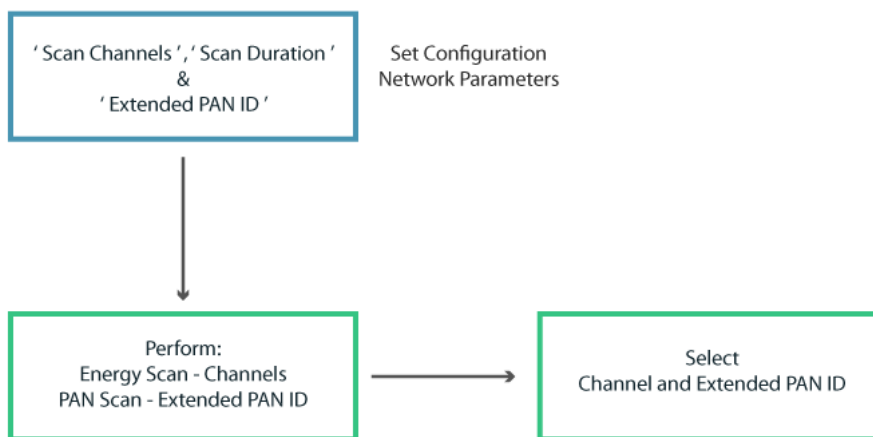 ‘ Scan Channels ’, ‘ Scan Duration ’
&
‘ Extended PAN ID ’
Set Configuration
Network Parameters
Perform:
Energy Scan - Channels
PAN Scan - Extended PAN ID
Select
Channel and Extended PAN ID